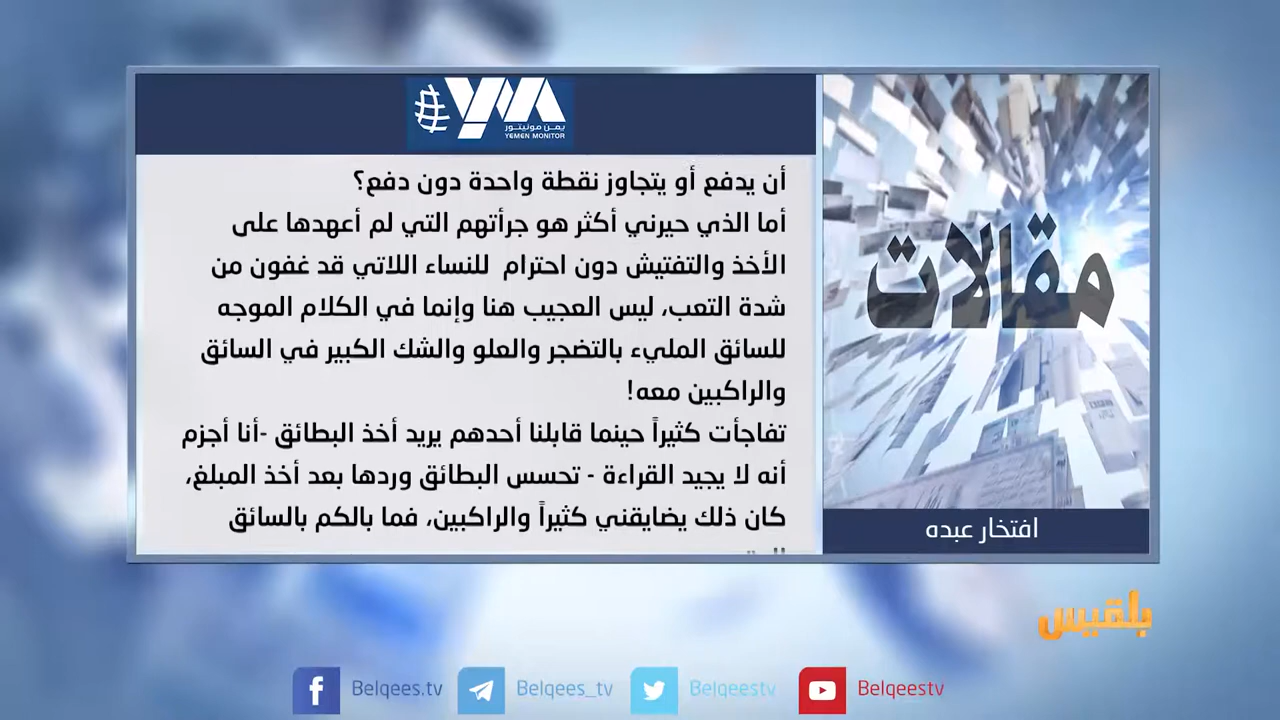 YM
يمن مونيتور
YEMEN MONITOR
أن يدفع أو يتجاوز نقطة واحدة دون دفع؟
أما الذي حيرني أكثر هو جرأتهم التي لم أعهدها على
الأخذ والتفتيش دون احترام للنساء اللاتي قد غفون من
شدة التعب، ليس العجيب هنا وإنما في الكلام الموجه
للسائق المليء بالتضجر والعلو والشك الكبير في السائق
والراكبين معه!
تفاجأت كثيراً حينما قابلنا أحدهم يريد أخذ البطائق -أنا أجزم
أنه لا يجيد القراءة - تحسس البطائق وردها بعد أخذ المبلغ،
كان ذلك يضايقني كثيراً والراكبين، فما بالكم بالسائق
مقالات
افتخار عبده
بلقيس
Belqees.tv
Belqees_tv
Belqeestv
Belqeestv